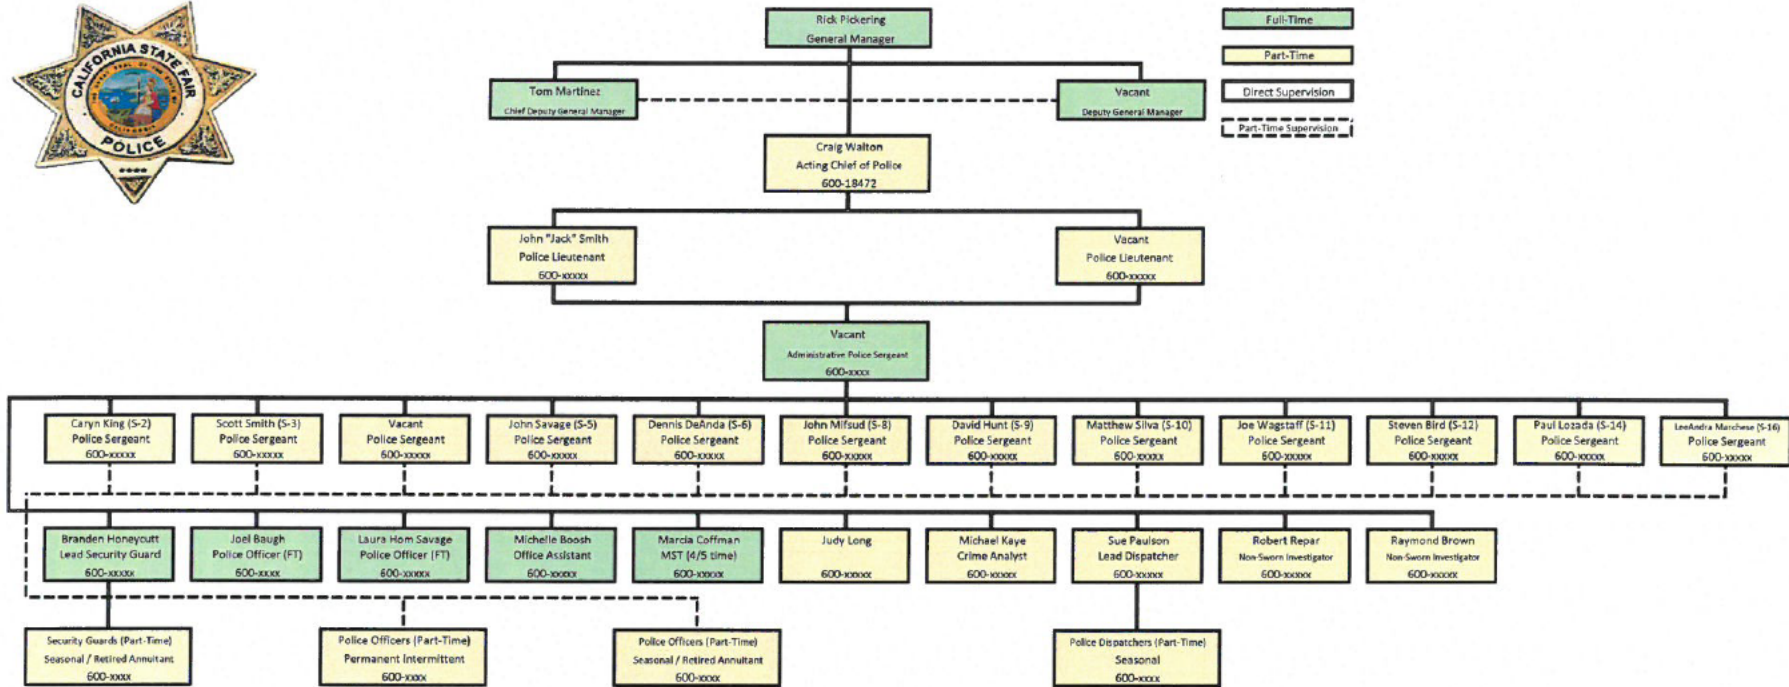 CALIFORNIA STATE FAIR
POLICE
Rick Pickering
General Manager
Full-Time
Part-Time
Direct Supervision
Part-Time Supervision
Tom Martinez
Chief Deputy General Manager
Vacant
Deputy General Manager
Craig Walton
Acting Chief of Police
600-18472
John "Jack" Smith
Police Lieutenant
600-xxxxx
Vacant
Police Lieutenant
600-xxxxx
Vacant
Administrative Police Sergeant
600-xxxx
Caryn King (S-2)
Police Sergeant
600-xxxxx
Scott Smith (S-3)
Police Sergeant
600-xxxxx
Vacant
Police Sergeant
600-xxxxx
John Savage (S-5)
Police Sergeant
600-xxxxx
Dennis DeAnda (S-6)
Police Sergeant
600-xxxxx
John Mifsud (S-8)
Police Sergeant
600-xxxxx
David Hunt (S-9)
Police Sergeant
600-xxxxx
Matthew Silva (S-10)
Police Sergeant
600-xxxxx
Joe Wagstaff (S-11)
Police Sergeant
600-xxxxx
Steven Bird (S-12)
Police Sergeant
600-xxxxx
Paul Lozada (S-14)
Police Sergeant
600-xxxxx
LeeAndra Marchese (S-16)
Police Sergeant
600-xxxxx
Branden Honeycutt
Lead Security Guard
600-xxxxx
Joel Baugh
Police Officer (FT)
600-xxxx
Laura Hom Savage
Police Officer (FT)
600-xxxxx
Michelle Boosh
Office Assistant
600-xxxxx
Marcia Coffman
MST (4/5 time)
600-xxxxx
Judy Long
600-xxxxx
Michael Kaye
Crime Analyst
600-xxxxx
Sue Paulson
Lead Dispatcher
600-xxxxx
Robert Repar
Non-Sworn Investigator
600-xxxxx
Raymond Brown
Non-Sworn Investigator
600-xxxxx
Security Guards (Part-Time)
Seasonal / Retired Annuitant
600-xxxx
Police Officers (Part-Time)
Permanent Intermittent
600-xxxx
Police Officers (Part-Time)
Seasonal / Retired Annuitant
600-xxxx
Police Dispatchers (Part-Time)
Seasonal
600-xxxx